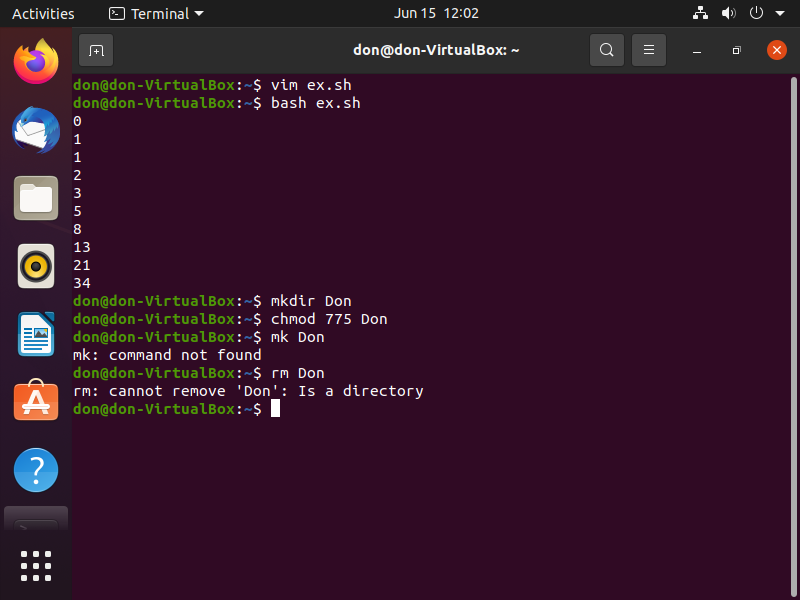 Activities
Terminal
Jun 15 12:02
don@don-VirtualBox: ~
don@don-VirtualBox:~$ vim ex.sh
don@don-VirtualBox:~$ bash ex.sh
0
1
1
2
3
5
8
13
21
34
don@don-VirtualBox:~$ mkdir Don
don@don-VirtualBox:~$ chmod 775 Don
don@don-VirtualBox:~$ mk Don
mk: command not found
don@don-VirtualBox:~$ rm Don
rm: cannot remove 'Don': Is a directory
don@don-VirtualBox:~$